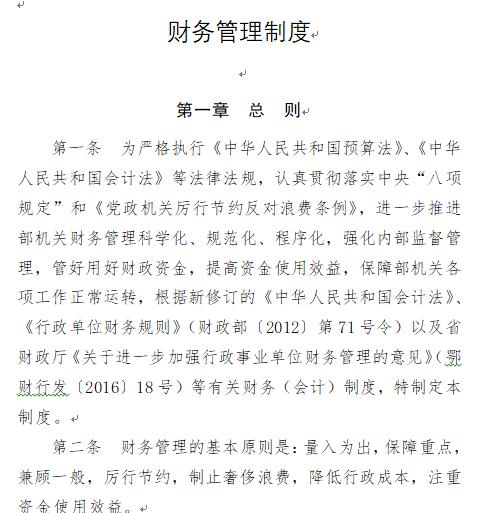 财务管理制度
第一章　总　则
第一条　为严格执行《中华人民共和国预算法》、《中华
人民共和国会计法》等法律法规，认真贯彻落实中央“八项
规定”和《党政机关厉行节约反对浪费条例》，进一步推进
部机关财务管理科学化、规范化、程序化，强化内部监督管
理，管好用好财政资金，提高资金使用效益，保障部机关各
项工作正常运转，根据新修订的《中华人民共和国会计法》、
《行政单位财务规则》（财政部〔2012〕第 71 号令）以及省
财政厅《关于进一步加强行政事业单位财务管理的意见》（鄂
财行发〔2016〕18 号）等有关财务（会计）制度，特制定本
制度。
第二条　财务管理的基本原则是：量入为出，保障重点，
兼顾一般，厉行节约，制止奢侈浪费，降低行政成本，注重
资金使用效益。